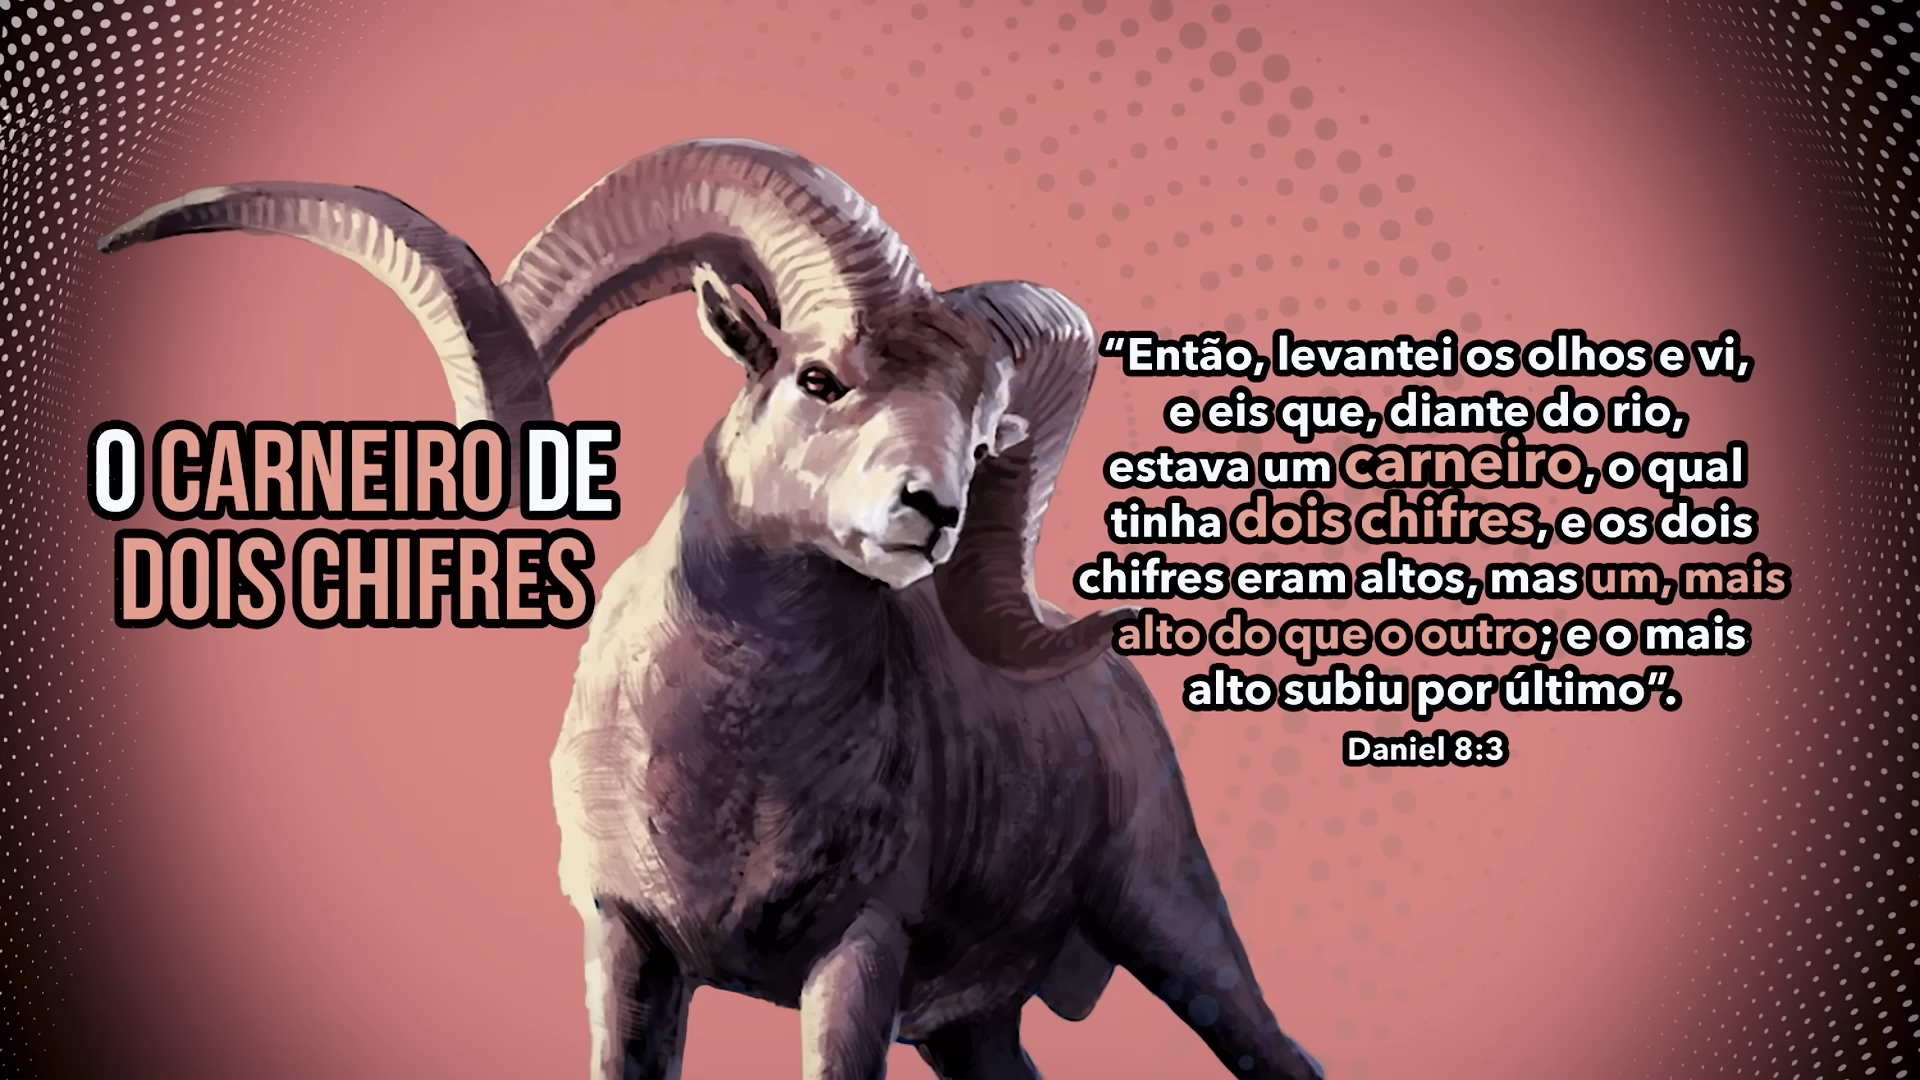 O CARNEIRO DE
DOIS CHIFRES
“Então, levantei os olhos e vi,
e eis que, diante do rio,
estava um carneiro, o qual
tinha dois chifres, e os dois
chifres eram altos, mas um, mais
alto do que o outro; e o mais
alto subiu por último”.
Daniel 8:3